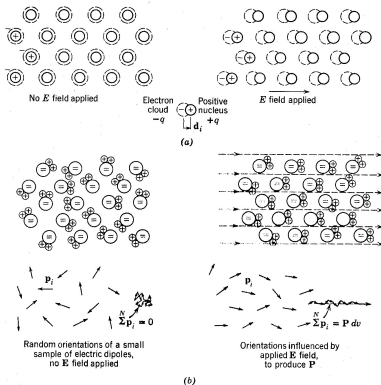 No E field applied
Electron
cloud
−q
− +
Positive
nucleus
+q
d_i
E field applied
(a)
p_i
p_i
N
Σp_i = 0
N
Σp_i = P dv
Random orientations of a small
sample of electric dipoles,
no E field applied
Orientations influenced by
applied E field,
to produce P
(b)